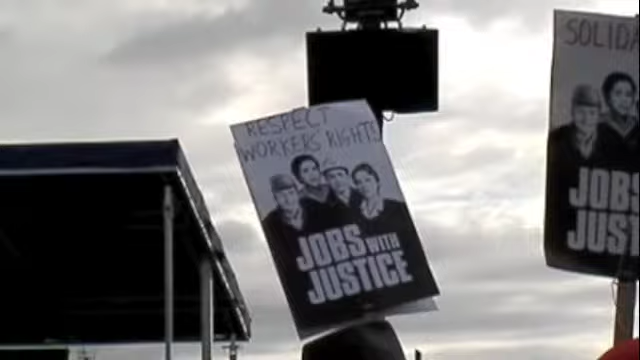 RESPECT
WORKERS RIGHTS
JOBS WITH
JUSTICE
SOLIDA
JOBS
JUST